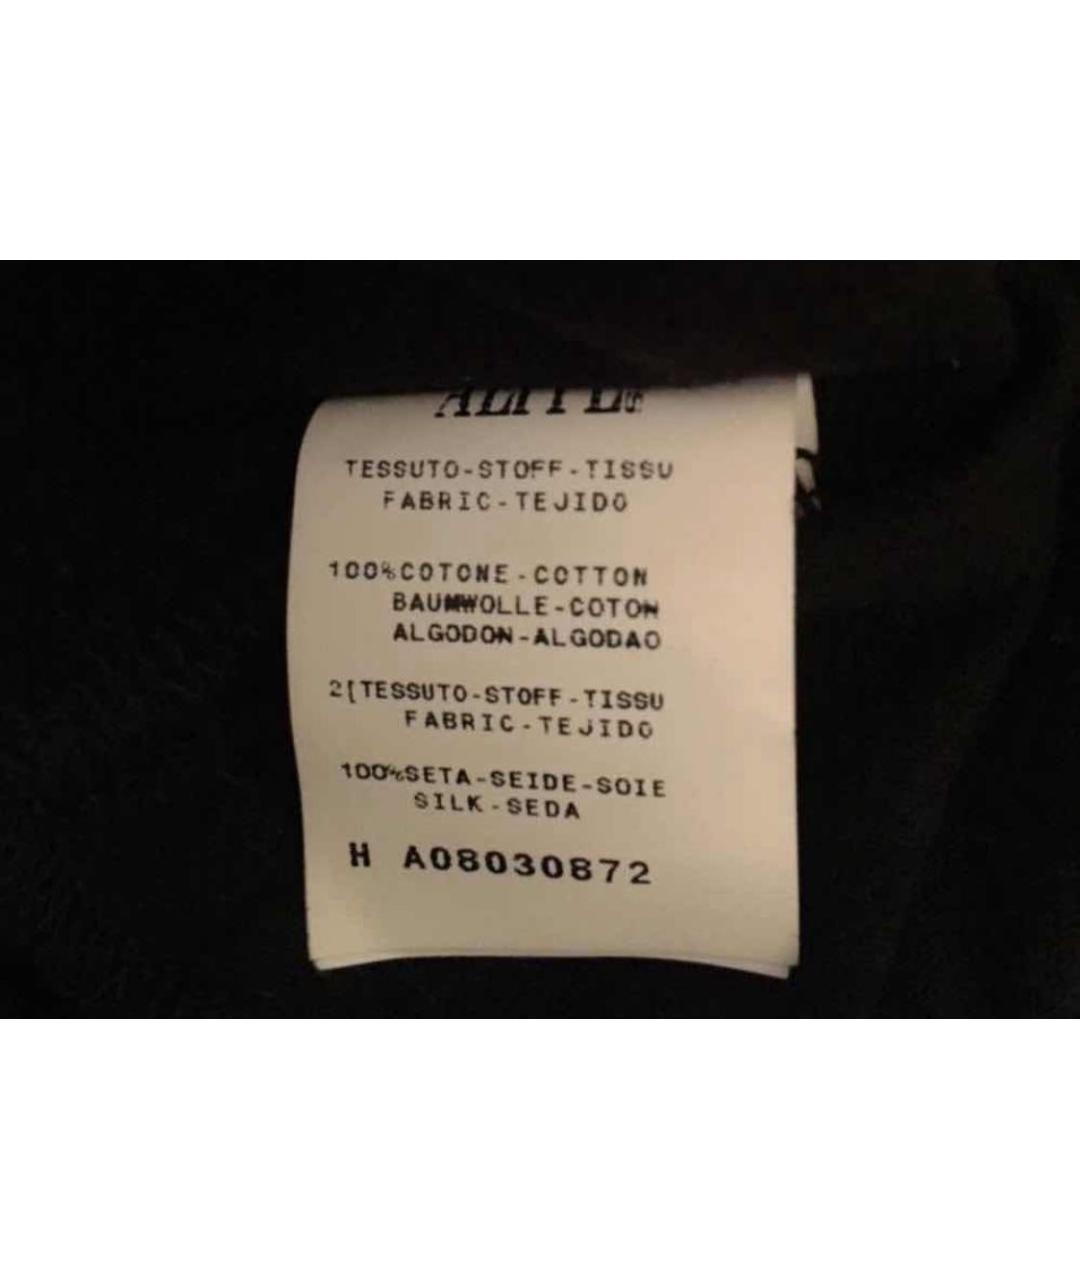 TESSUTO-STOFF-TISSU
FABRIC-TEJIDO
100%COTONE-COTTON
BAUMWOLLE-COTON
ALGODON-ALGODAO
2[TESSUTO-STOFF-TISSU
FABRIC-TEJIDO
100%SETA-SEIDE-SOIE
SILK-SEDA
H A08030872